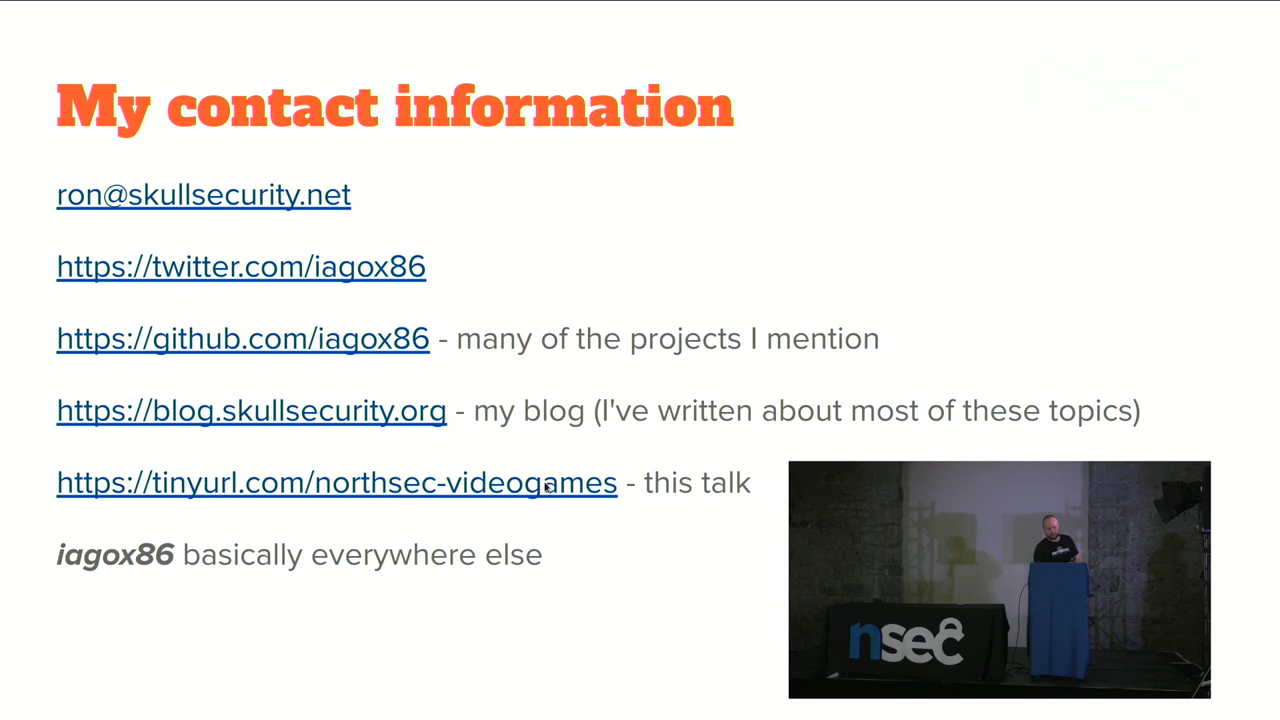 My contact information
ron@skullsecurity.net
https://twitter.com/iagox86
https://github.com/iagox86 - many of the projects I mention
https://blog.skullsecurity.org - my blog (I've written about most of these topics)
https://tinyurl.com/northsec-videogames - this talk
iagox86 basically everywhere else
nsec